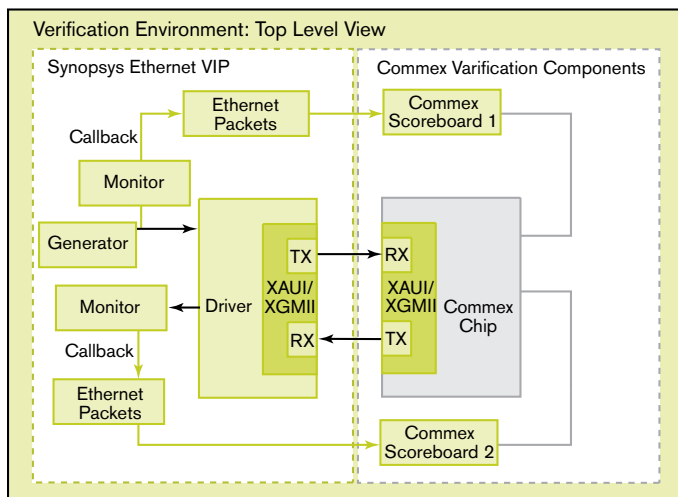 Verification Environment: Top Level View
Synopsys Ethernet VIP
Commex Varification Components
Ethernet
Packets
Commex
Scoreboard 1
Callback
Monitor
Generator
TX
RX
XAUI/
XGMII
XAUI/
XGMII
Monitor
Driver
Commex
Chip
RX
TX
Callback
Ethernet
Packets
Commex
Scoreboard 2